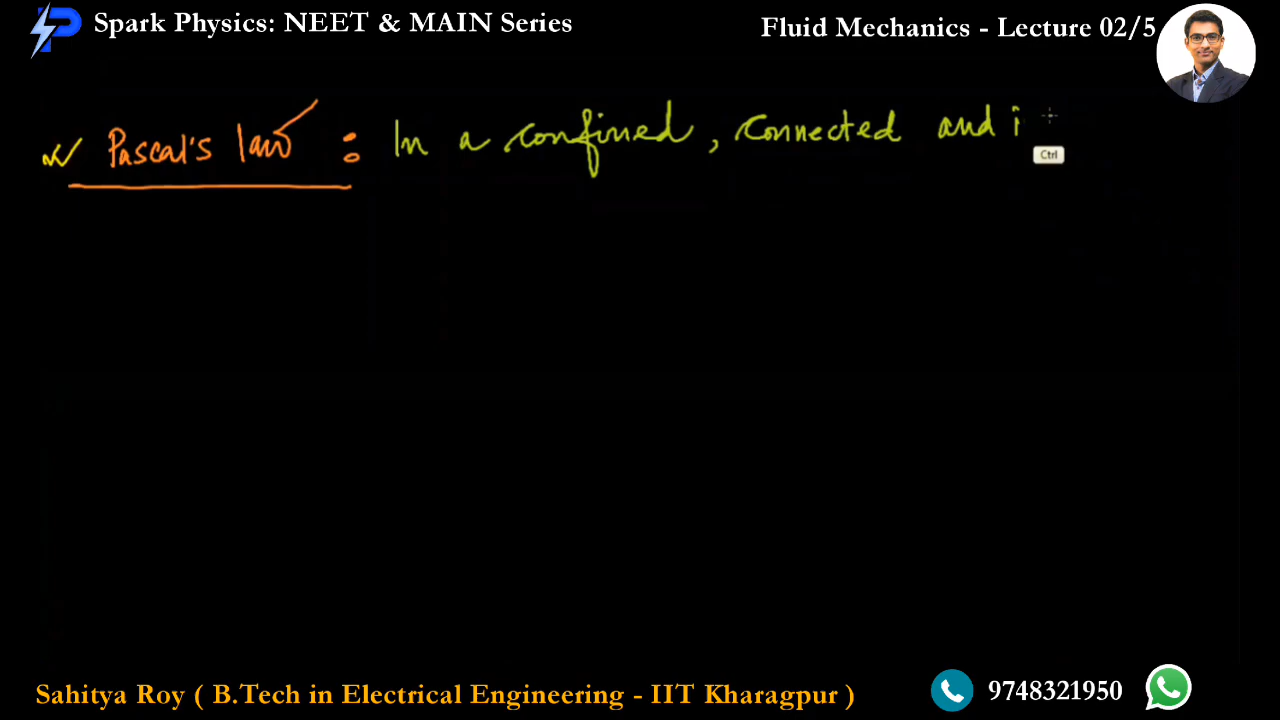 Spark Physics: NEET & MAIN Series
Fluid Mechanics - Lecture 02/5
Pascal's law : In a confined, connected and i
Ctrl
Sahitya Roy ( B.Tech in Electrical Engineering - IIT Kharagpur )
9748321950